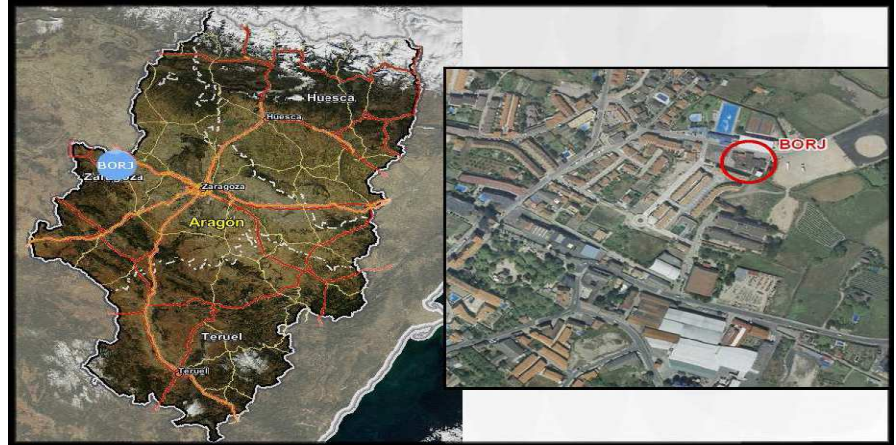 Huesca
Huesca
BORJ
Zaragoza
Zaragoza
Aragón
Teruel
Teruel
BORJ